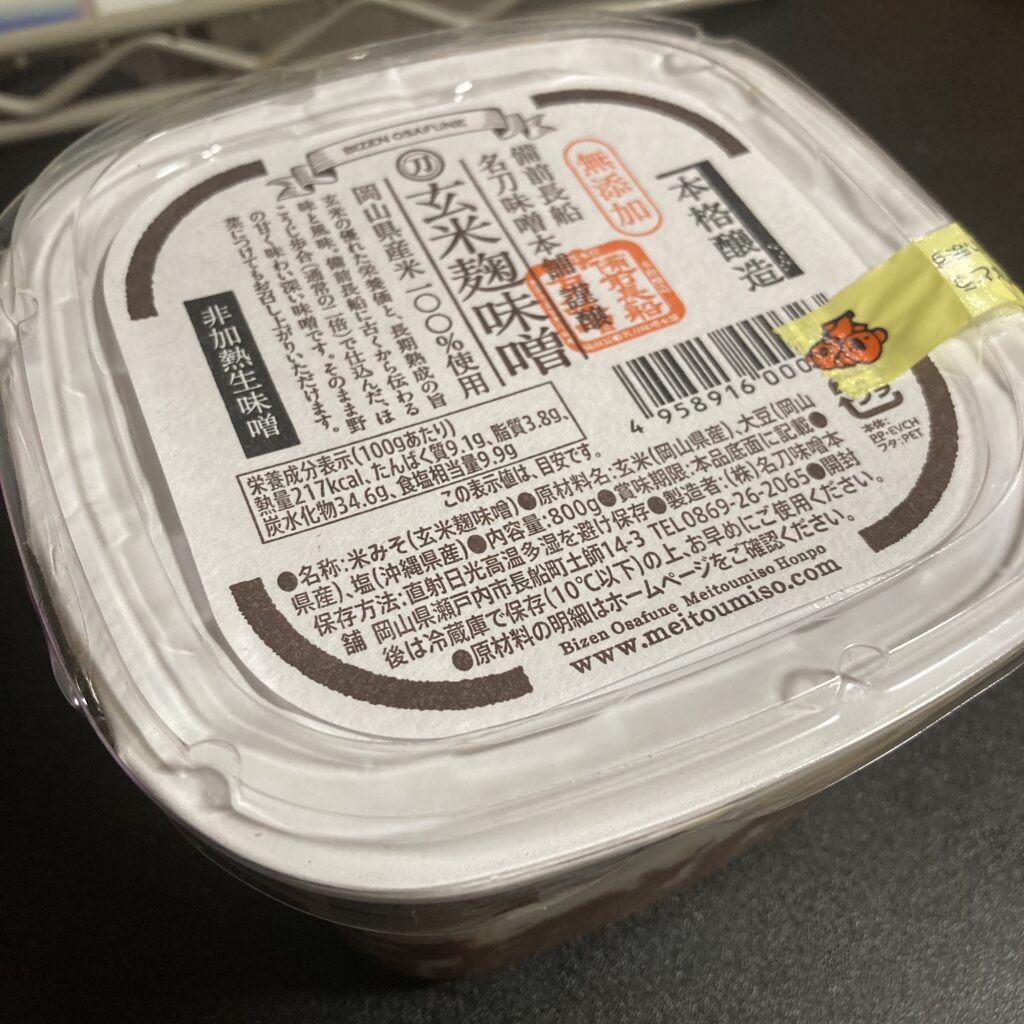 BIZEN OSAFUNE
本格醸造
無添加
備前長船
名刀味噌本舗 謹醸
刀
玄米麹味噌
岡山県産米一〇〇%使用
玄米の優れた栄養価と、長期熟成の旨
味と風味。備前長船に古くから伝わる
こうじ歩合(通常の二倍)で仕込んだ、ほ
の甘く味わい深い味噌です。そのまま野
菜につけてもお召し上がりいただけます。
非加熱生味噌
4 958916 000
栄養成分表示(100gあたり)
熱量217kcal、たんぱく質9.1g、脂質3.8g、
炭水化物34.6g、食塩相当量9.9g
この表示値は、目安です。
本体:
PP・EVOH
フタ:PET
●名称:米みそ(玄米麹味噌)●原材料名:玄米(岡山県産)、大豆(岡山
県産)、塩(沖縄県産)●内容量:800g●賞味期限:本品底面に記載●
保存方法:直射日光高温多湿を避け保存●製造者:(株)名刀味噌本
舗 岡山県瀬戸内市長船町土師14-3 TEL0869-26-2065●開封
後は冷蔵庫で保存(10℃以下)の上、お早めにご使用ください。
●原材料の明細はホームページをご確認ください。
Bizen Osafune Meitoumiso Honpo
www.meitoumiso.com